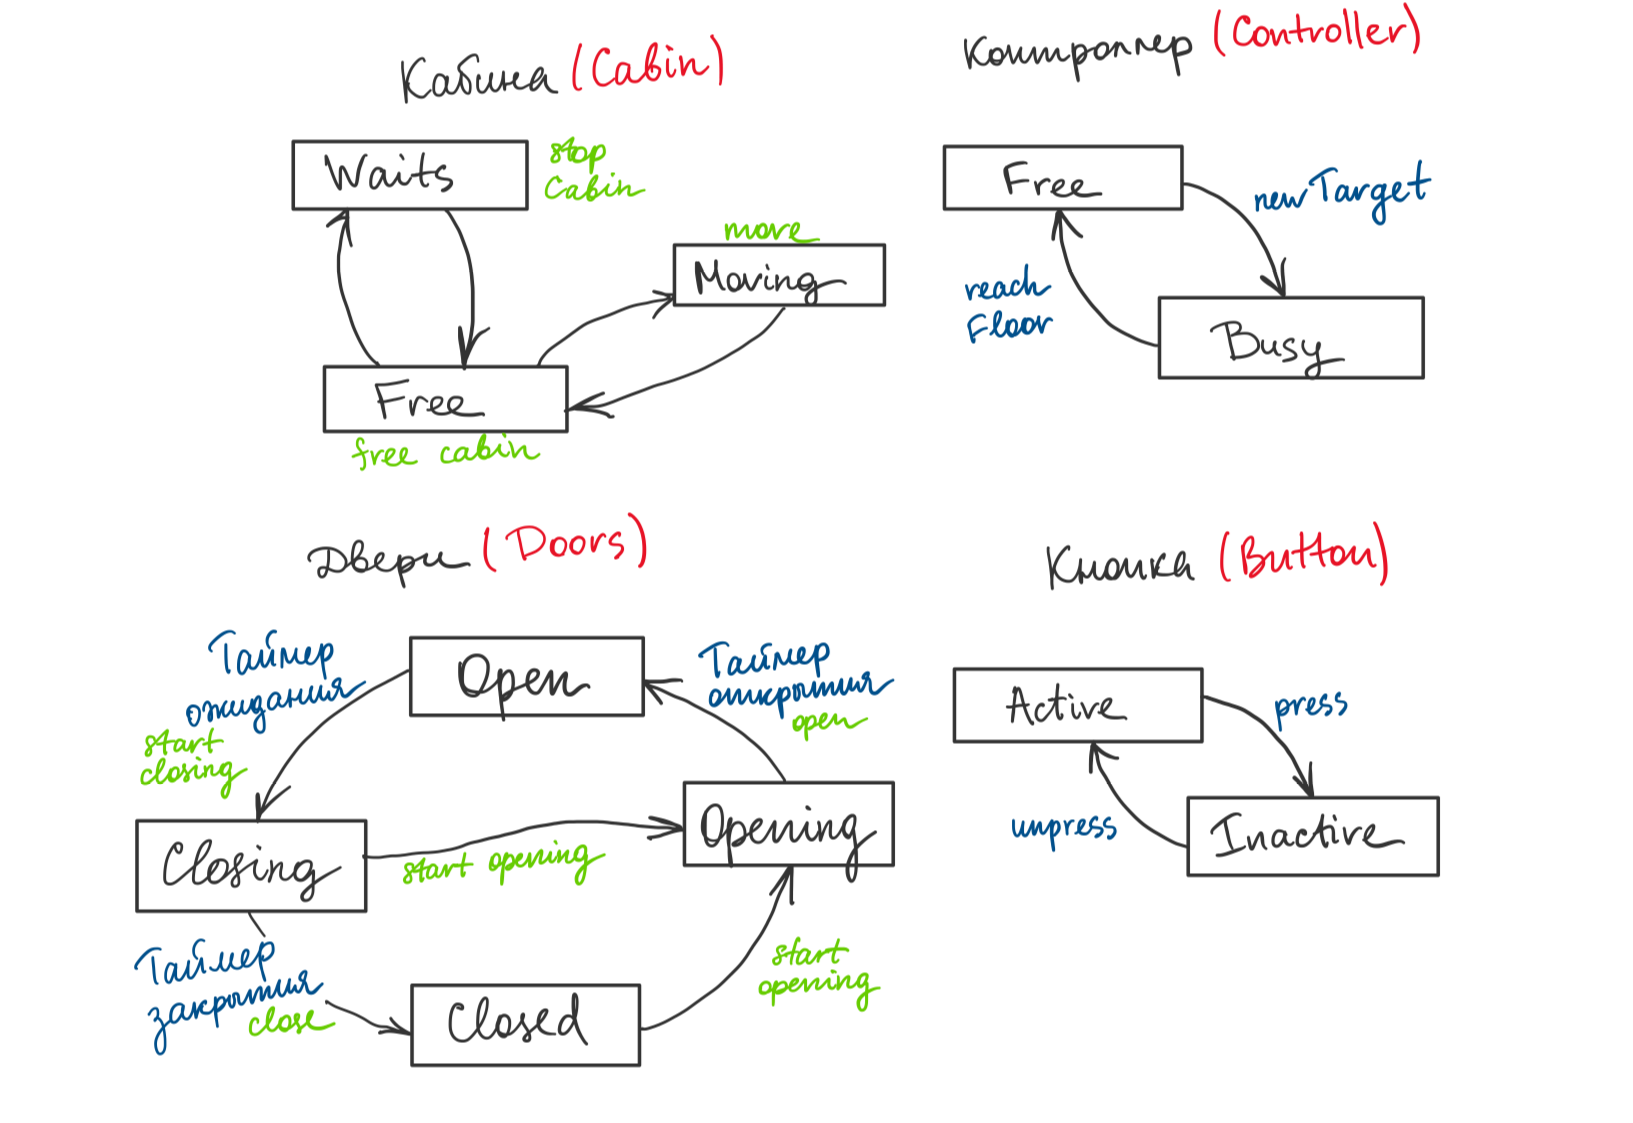 Кабина (Cabin)
Waits
stop
Cabin
move
Moving
Free
free cabin
Контроллер (Controller)
Free
newTarget
reach
Floor
Busy
Двери (Doors)
Таймер
ожидания
start
closing
Open
Таймер
открытия
open
Closing
start opening
Opening
Таймер
закрытия
close
Closed
start
opening
Кнопка (Button)
Active
press
unpress
Inactive